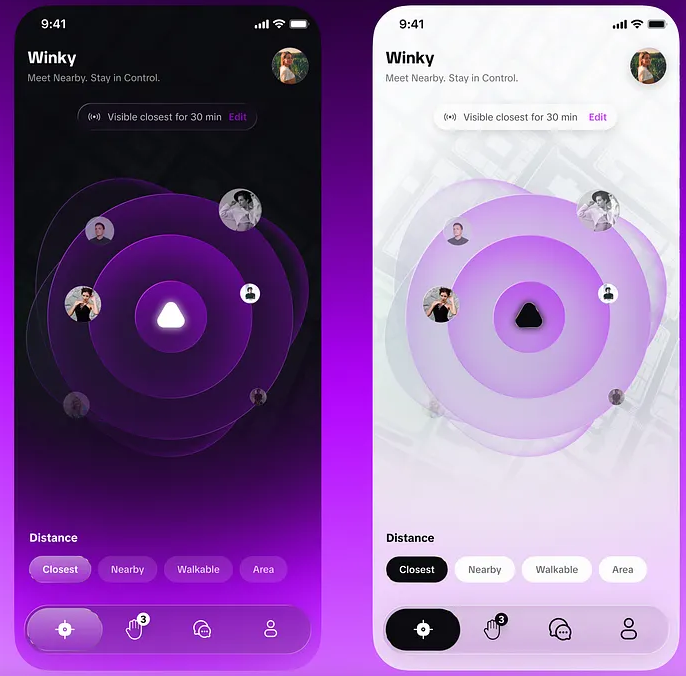 9:41
Winky
Meet Nearby. Stay in Control.
Visible closest for 30 min Edit
Distance
Closest Nearby Walkable Area
3
9:41
Winky
Meet Nearby. Stay in Control.
Visible closest for 30 min Edit
Distance
Closest Nearby Walkable Area
3